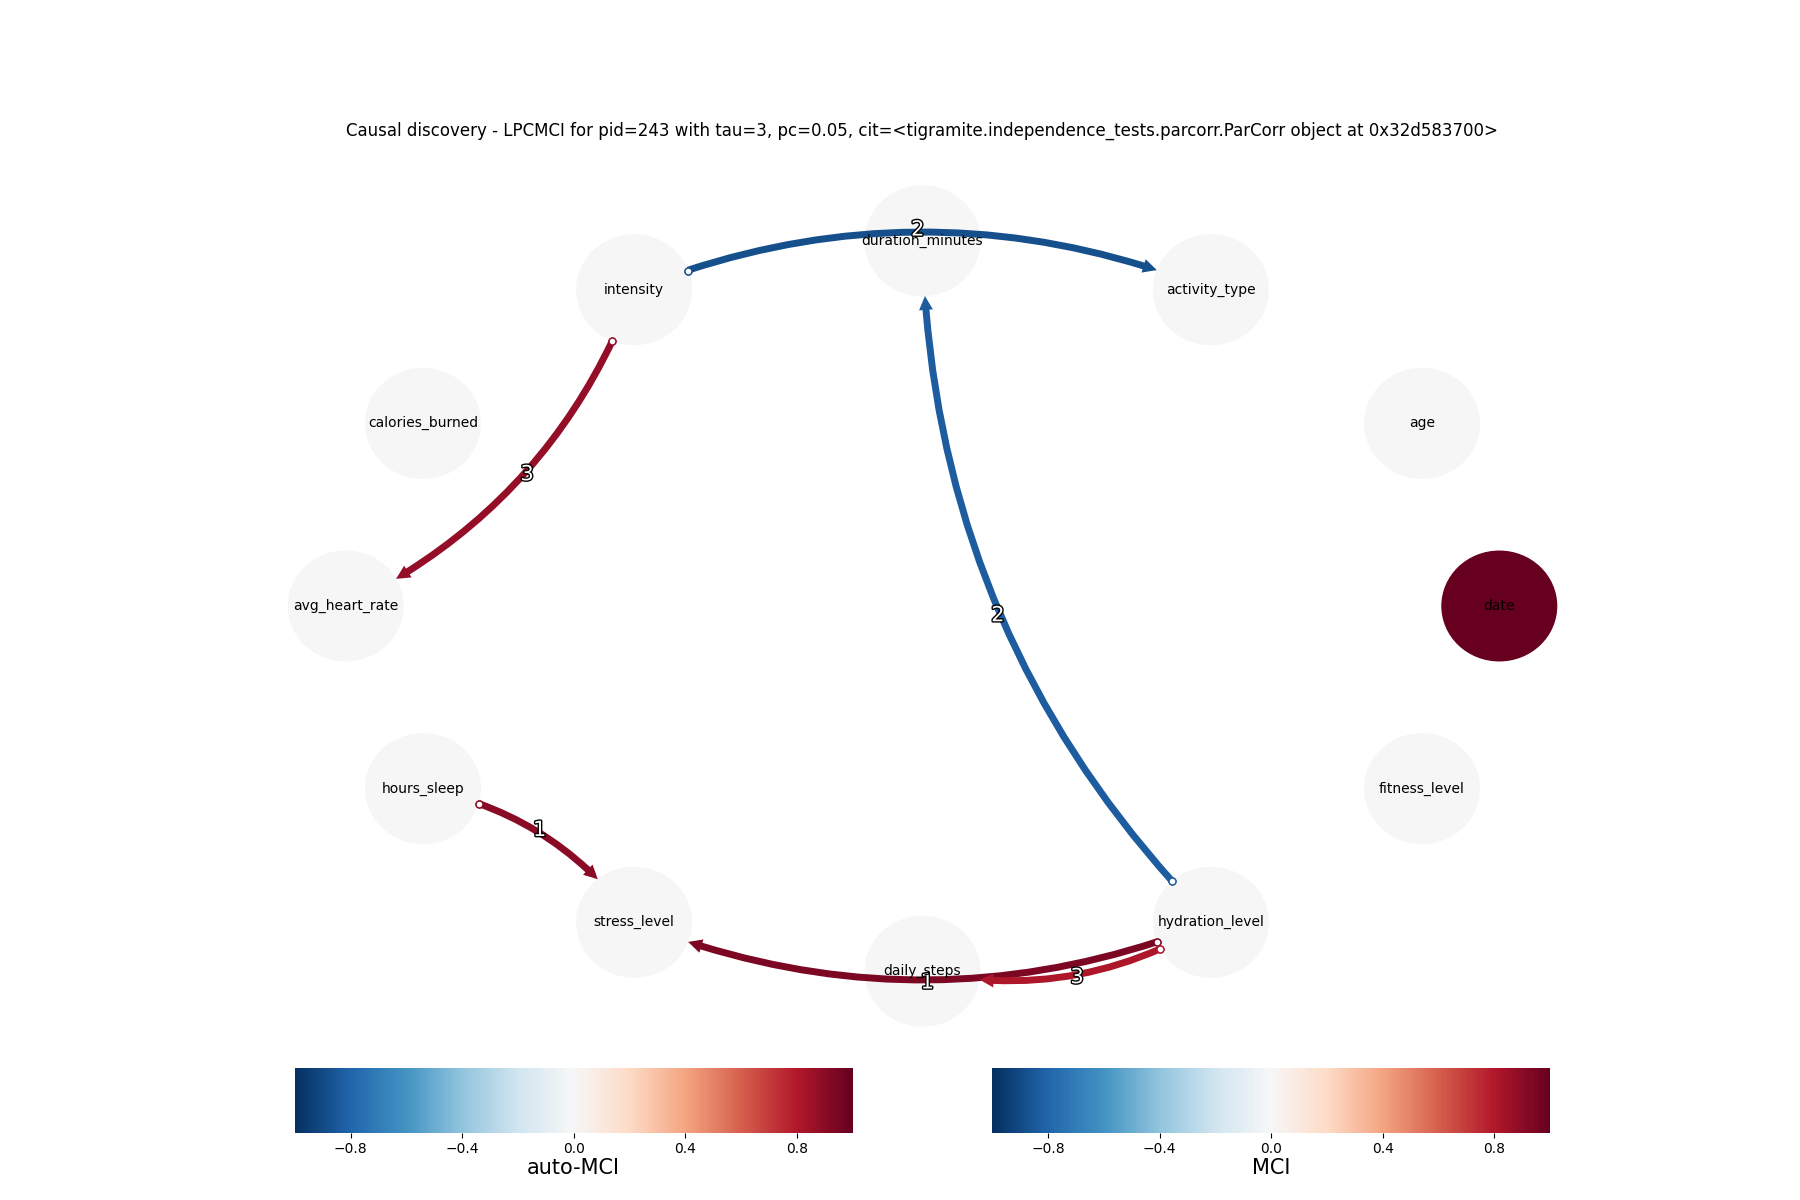 Causal discovery - LPCMCI for pid=243 with tau=3, pc=0.05, cit=<tigramite.independence_tests.parcorr.ParCorr object at 0x32d583700>
2
duration_minutes
intensity
activity_type
calories_burned
age
3
avg_heart_rate
date
2
hours_sleep
fitness_level
1
stress_level
hydration_level
daily_steps
3
1
−0.8 −0.4 0.0 0.4 0.8
auto-MCI
−0.8 −0.4 0.0 0.4 0.8
MCI